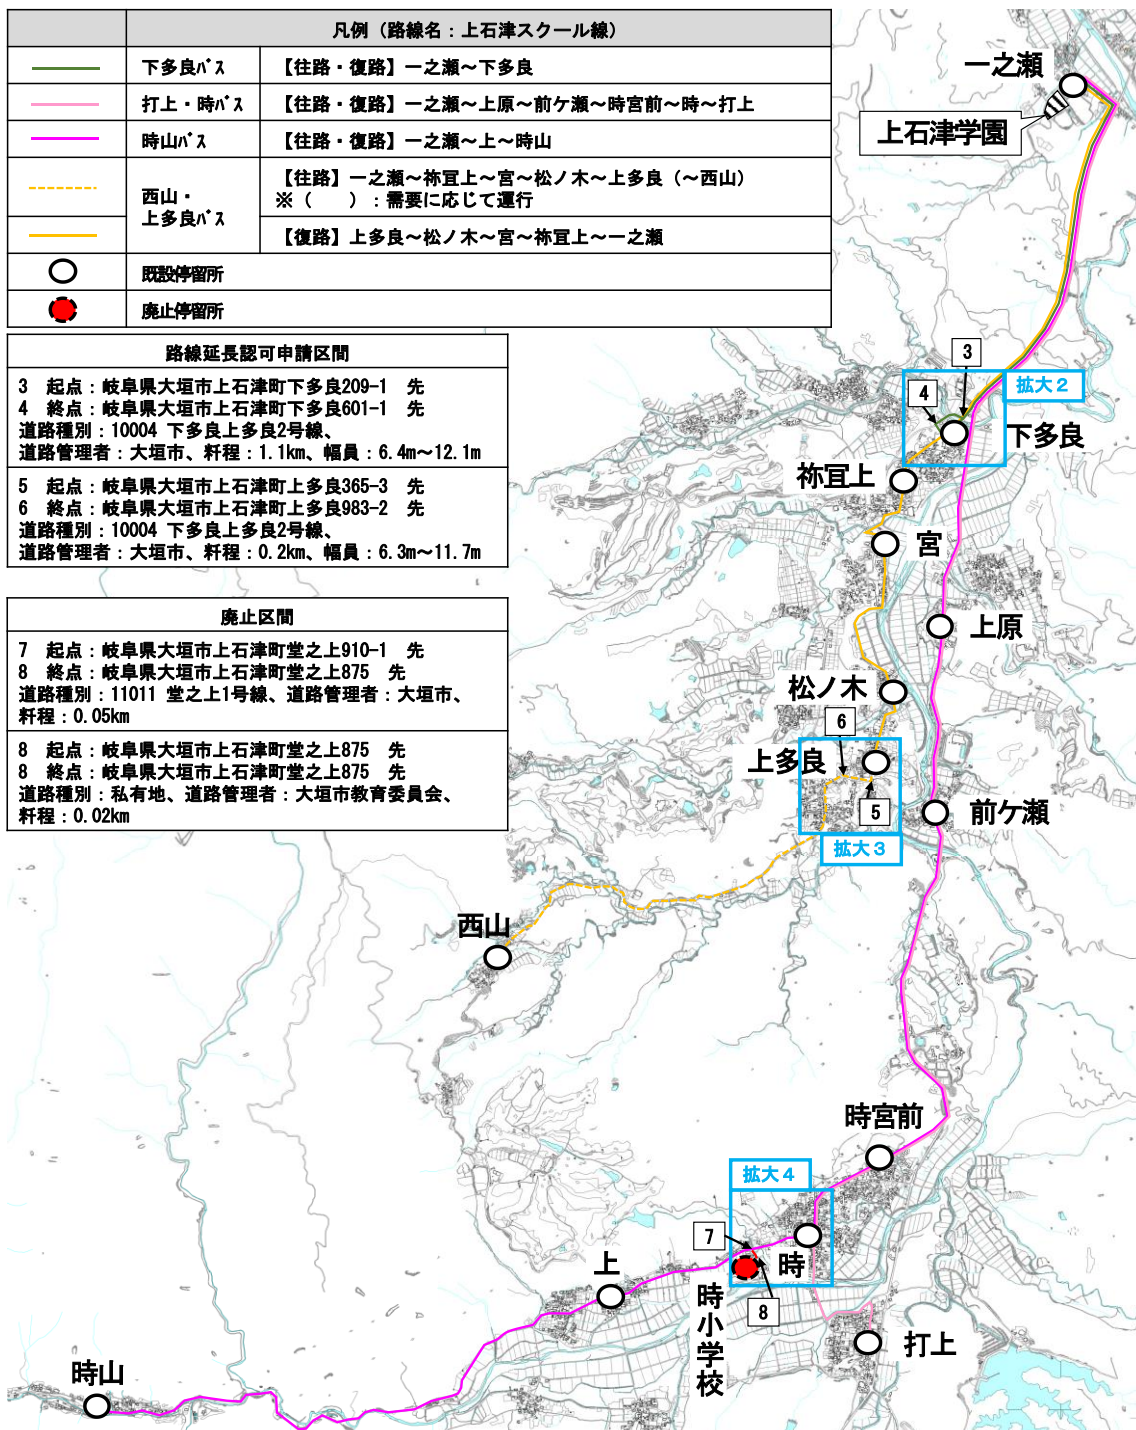 凡例（路線名：上石津スクール線）
下多良ﾊﾞｽ 【往路・復路】一之瀬～下多良
打上・時ﾊﾞｽ 【往路・復路】一之瀬～上原～前ケ瀬～時宮前～時～打上
時山ﾊﾞｽ 【往路・復路】一之瀬～上～時山
西山・
上多良ﾊﾞｽ
【往路】一之瀬～祢宜上～宮～松ノ木～上多良（～西山）
※（　　）：需要に応じて運行
【復路】上多良～松ノ木～宮～祢宜上～一之瀬
既設停留所
廃止停留所
路線延長認可申請区間
3　起点：岐阜県大垣市上石津町下多良209-1　先
4　終点：岐阜県大垣市上石津町下多良601-1　先
道路種別：10004 下多良上多良2号線、
道路管理者：大垣市、粁程：1.1km、幅員：6.4m～12.1m
5　起点：岐阜県大垣市上石津町上多良365-3　先
6　終点：岐阜県大垣市上石津町上多良983-2　先
道路種別：10004 下多良上多良2号線、
道路管理者：大垣市、粁程：0.2km、幅員：6.3m～11.7m
廃止区間
7　起点：岐阜県大垣市上石津町堂之上910-1　先
8　終点：岐阜県大垣市上石津町堂之上875　先
道路種別：11011 堂之上1号線、道路管理者：大垣市、
粁程：0.05km
8　起点：岐阜県大垣市上石津町堂之上875　先
8　終点：岐阜県大垣市上石津町堂之上875　先
道路種別：私有地、道路管理者：大垣市教育委員会、
粁程：0.02km
一之瀬
上石津学園
3
拡大２
4
下多良
祢宜上
宮
上原
松ノ木
6
上多良
5
前ケ瀬
拡大３
西山
時宮前
拡大４
7
時
上
8
時小学校
打上
時山